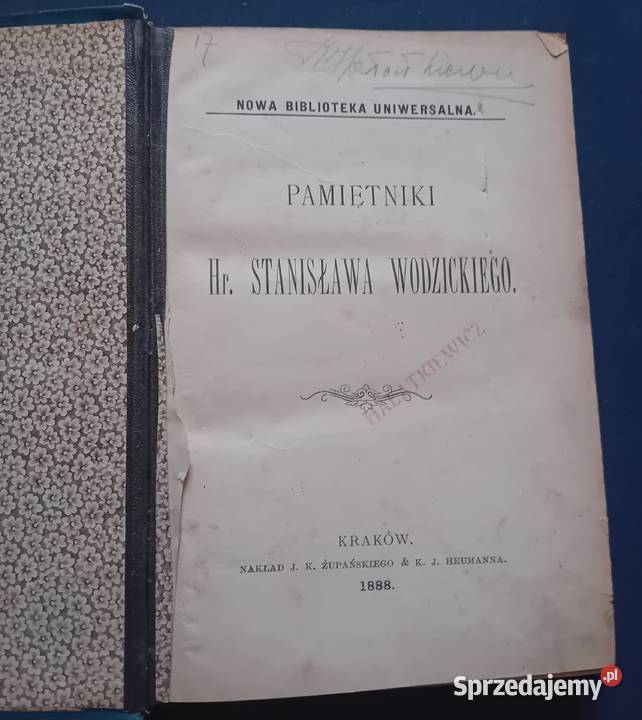 17
NOWA BIBLIOTEKA UNIWERSALNA.
PAMIĘTNIKI
Hr. STANISŁAWA WODZICKIEGO.
KRAKÓW.
NAKŁAD J. K. ŻUPAŃSKIEGO & K. J. HEUMANNA.
1888.
Sprzedajemy.pl